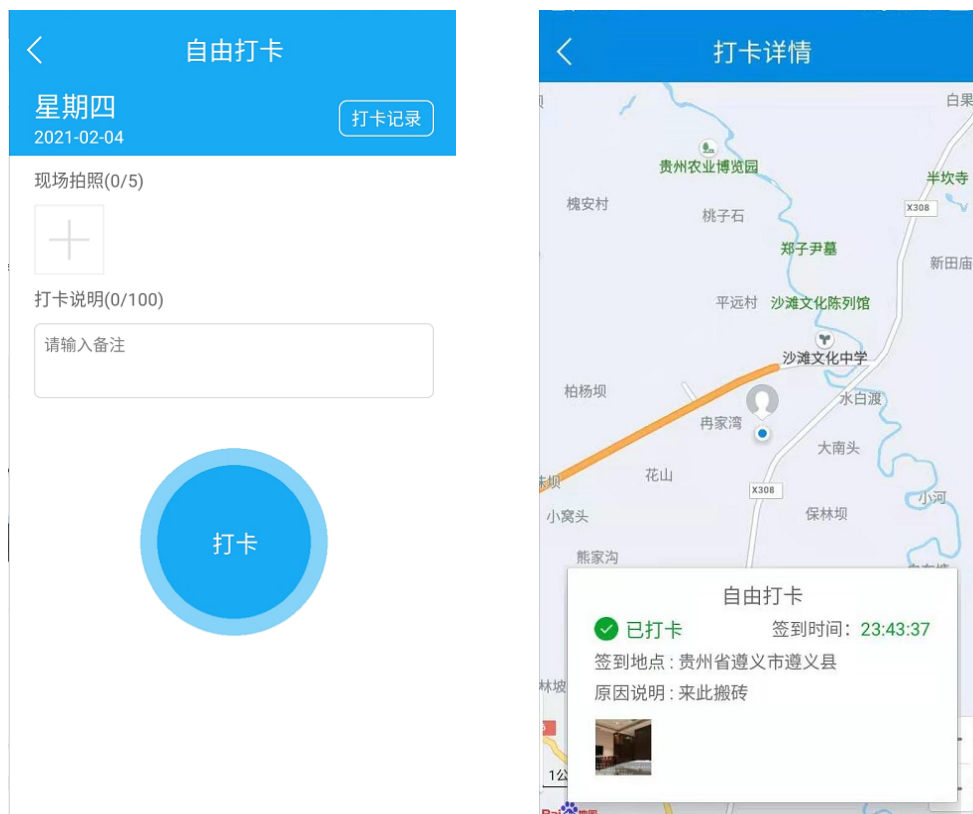 自由打卡
星期四
2021-02-04
打卡记录
现场拍照(0/5)
打卡说明(0/100)
请输入备注
打卡
打卡详情
白果
贵州农业博览园
半坎寺
槐安村
桃子石
X308
郑子尹墓
新田庙
平远村
沙滩文化陈列馆
沙滩文化中学
柏杨坝
水白渡
冉家湾
大南头
花山
X308
小河
小窝头
保林坝
熊家沟
自由打卡
已打卡
签到时间：23:43:37
签到地点 : 贵州省遵义市遵义县
原因说明 : 来此搬砖
林坡
1公